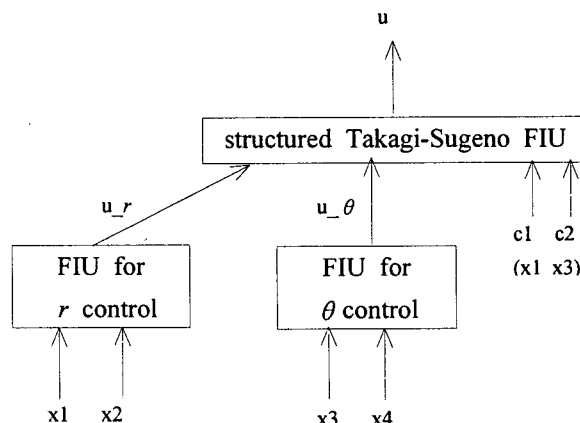 u
structured Takagi-Sugeno FIU
u_r
u_θ
c1 c2
(x1 x3)
FIU for
r control
FIU for
θ control
x1 x2
x3 x4